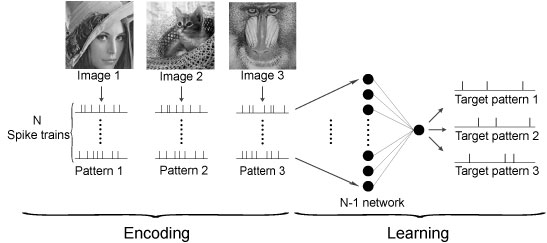 Image 1
Image 2
Image 3
N
Spike trains
Pattern 1
Pattern 2
Pattern 3
N-1 network
Target pattern 1
Target pattern 2
Target pattern 3
Encoding
Learning